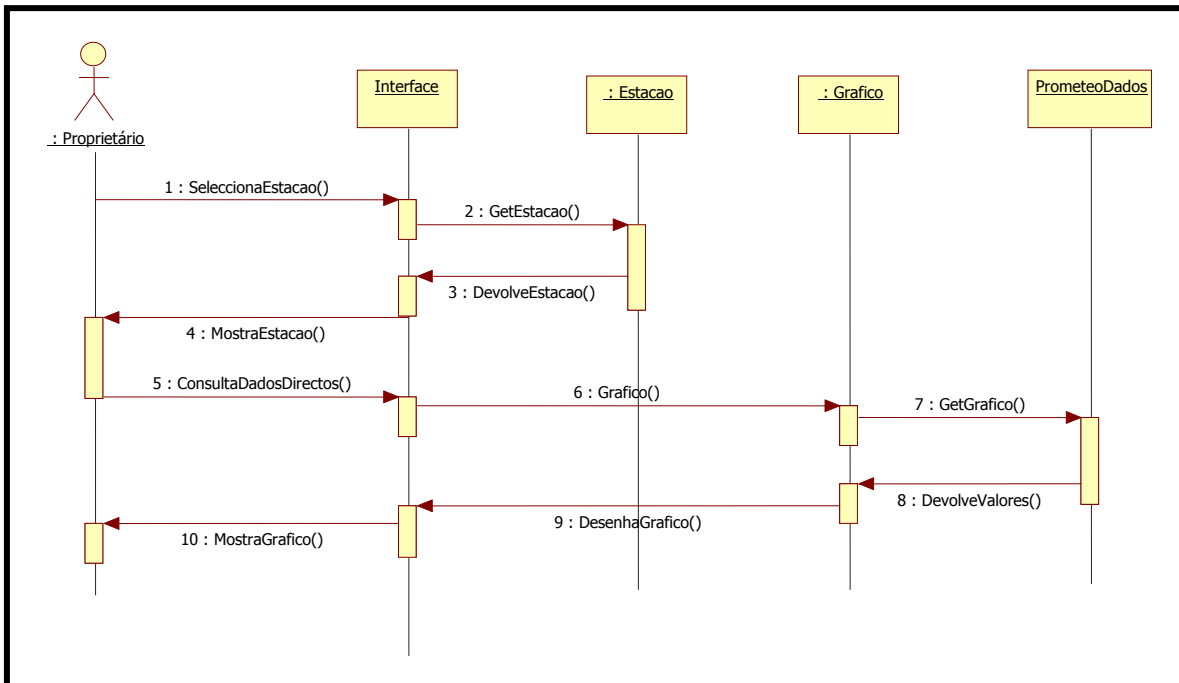 : Proprietário
Interface
: Estacao
: Grafico
PrometeoDados
1 : SeleccionaEstacao()
2 : GetEstacao()
3 : DevolveEstacao()
4 : MostraEstacao()
5 : ConsultaDadosDirectos()
6 : Grafico()
7 : GetGrafico()
8 : DevolveValores()
9 : DesenhaGrafico()
10 : MostraGrafico()